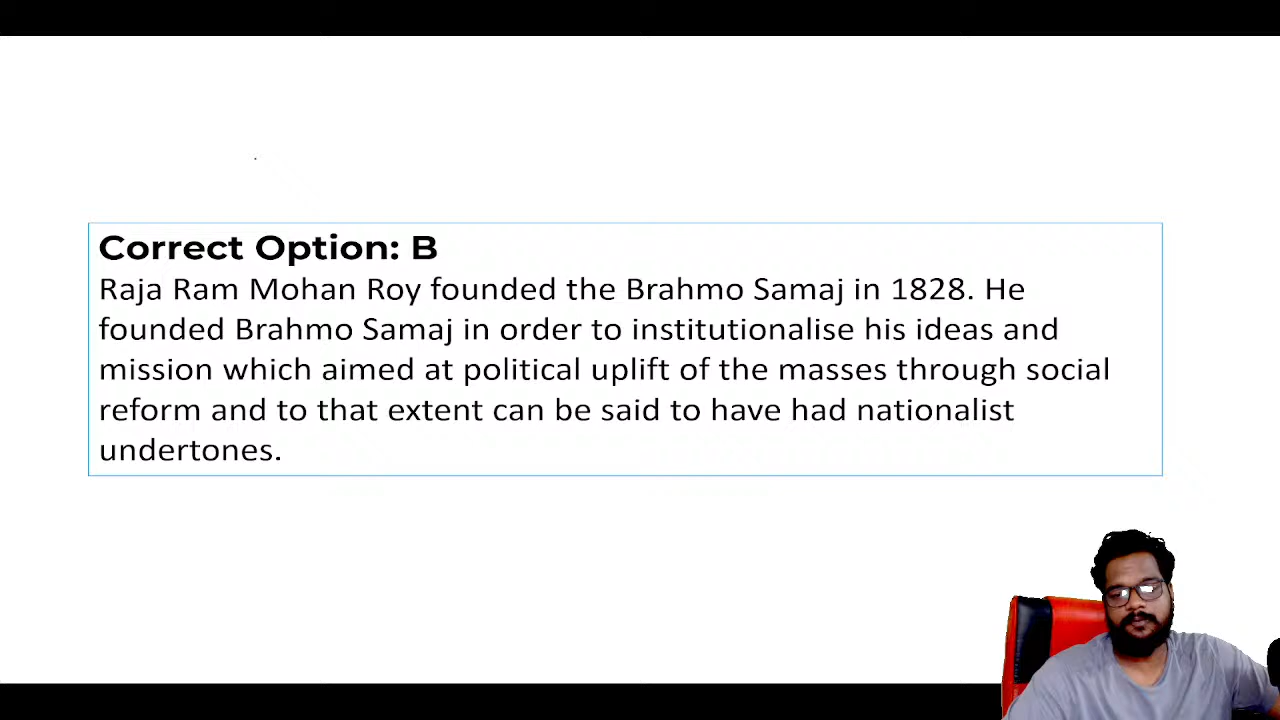 Correct Option: B
Raja Ram Mohan Roy founded the Brahmo Samaj in 1828. He
founded Brahmo Samaj in order to institutionalise his ideas and
mission which aimed at political uplift of the masses through social
reform and to that extent can be said to have had nationalist
undertones.